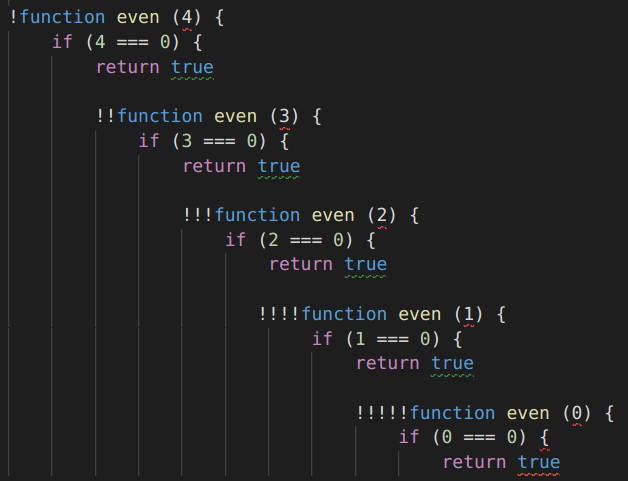 !function even (4) {
if (4 === 0) {
return true
!!function even (3) {
if (3 === 0) {
return true
!!!function even (2) {
if (2 === 0) {
return true
!!!!function even (1) {
if (1 === 0) {
return true
!!!!!function even (0) {
if (0 === 0) {
return true